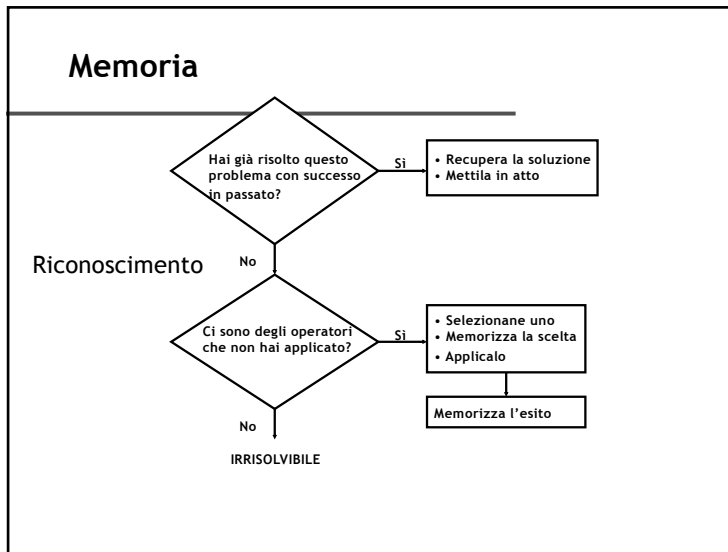 Memoria
Hai già risolto questo
problema con successo
in passato?
Sì
• Recupera la soluzione
• Mettila in atto
Riconoscimento
No
Ci sono degli operatori
che non hai applicato?
Sì
• Selezionane uno
• Memorizza la scelta
• Applicalo
Memorizza l’esito
No
IRRISOLVIBILE